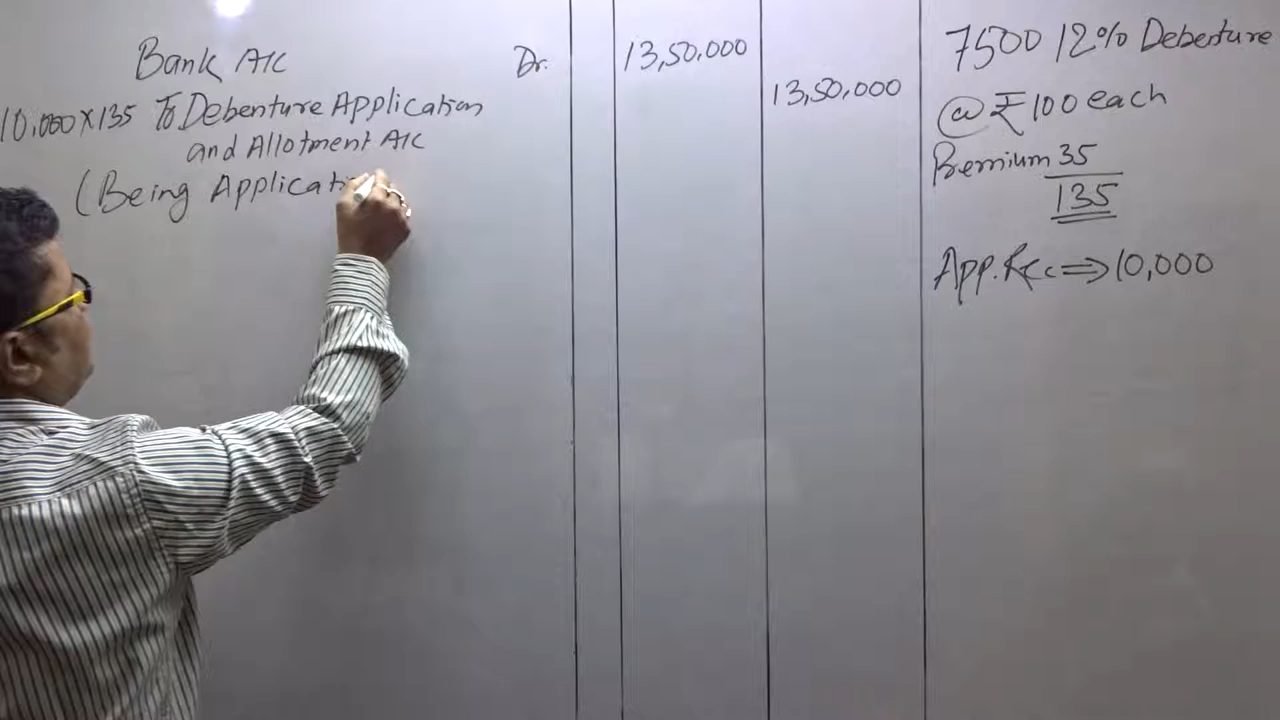 Bank A/C Dr. 13,50,000
10,000×135 To Debenture Application 13,50,000
and Allotment A/C
(Being Applicati
7500 12% Debenture
@ ₹100 each
Premium 35
135
App. Rec ⇒ 10,000